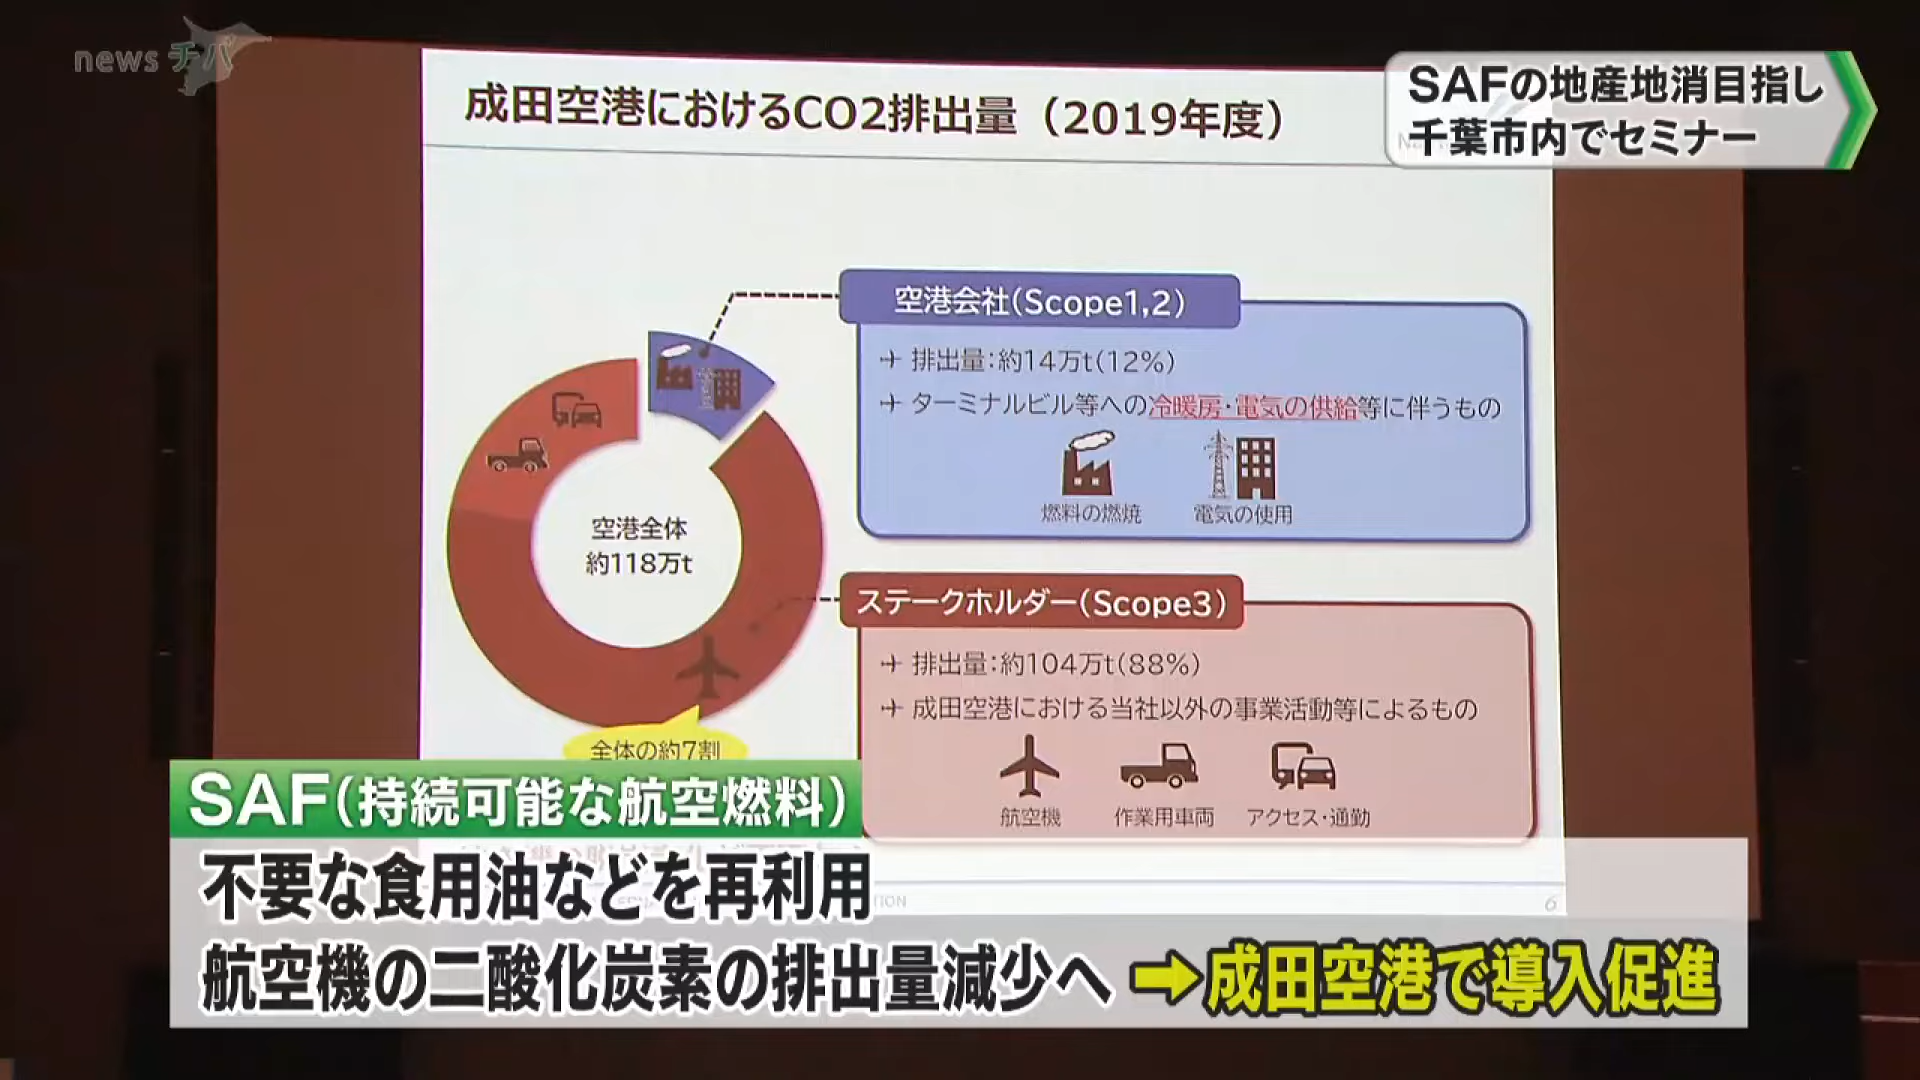 news チバ
SAFの地産地消目指し
千葉市内でセミナー
成田空港におけるCO2排出量（2019年度）
空港会社（Scope1,2）
排出量：約14万t（12%）
ターミナルビル等への冷暖房・電気の供給等に伴うもの
燃料の燃焼
電気の使用
空港全体
約118万t
ステークホルダー（Scope3）
排出量：約104万t（88%）
成田空港における当社以外の事業活動等によるもの
航空機
作業用車両
アクセス・通勤
全体の約7割
SAF（持続可能な航空燃料）
不要な食用油などを再利用
航空機の二酸化炭素の排出量減少へ ➡成田空港で導入促進
6